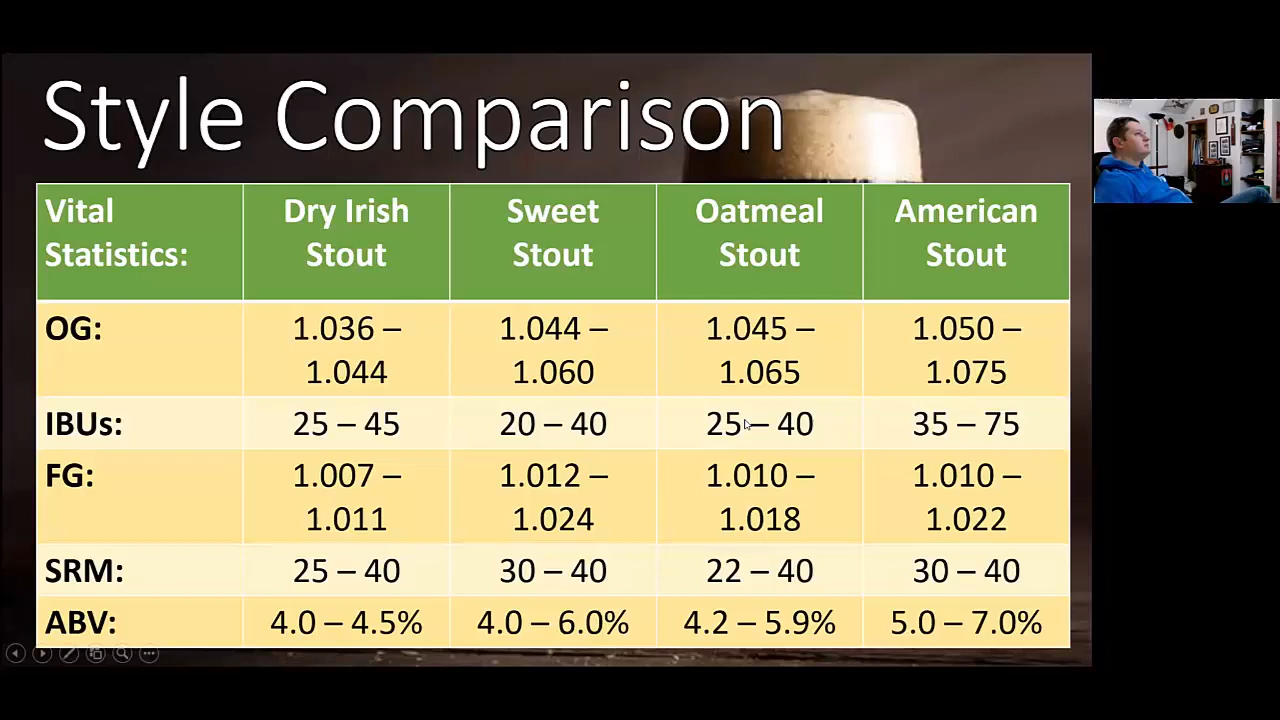 Style Comparison
Vital Statistics: Dry Irish Stout Sweet Stout Oatmeal Stout American Stout
OG: 1.036 – 1.044 1.044 – 1.060 1.045 – 1.065 1.050 – 1.075
IBUs: 25 – 45 20 – 40 25 – 40 35 – 75
FG: 1.007 – 1.011 1.012 – 1.024 1.010 – 1.018 1.010 – 1.022
SRM: 25 – 40 30 – 40 22 – 40 30 – 40
ABV: 4.0 – 4.5% 4.0 – 6.0% 4.2 – 5.9% 5.0 – 7.0%